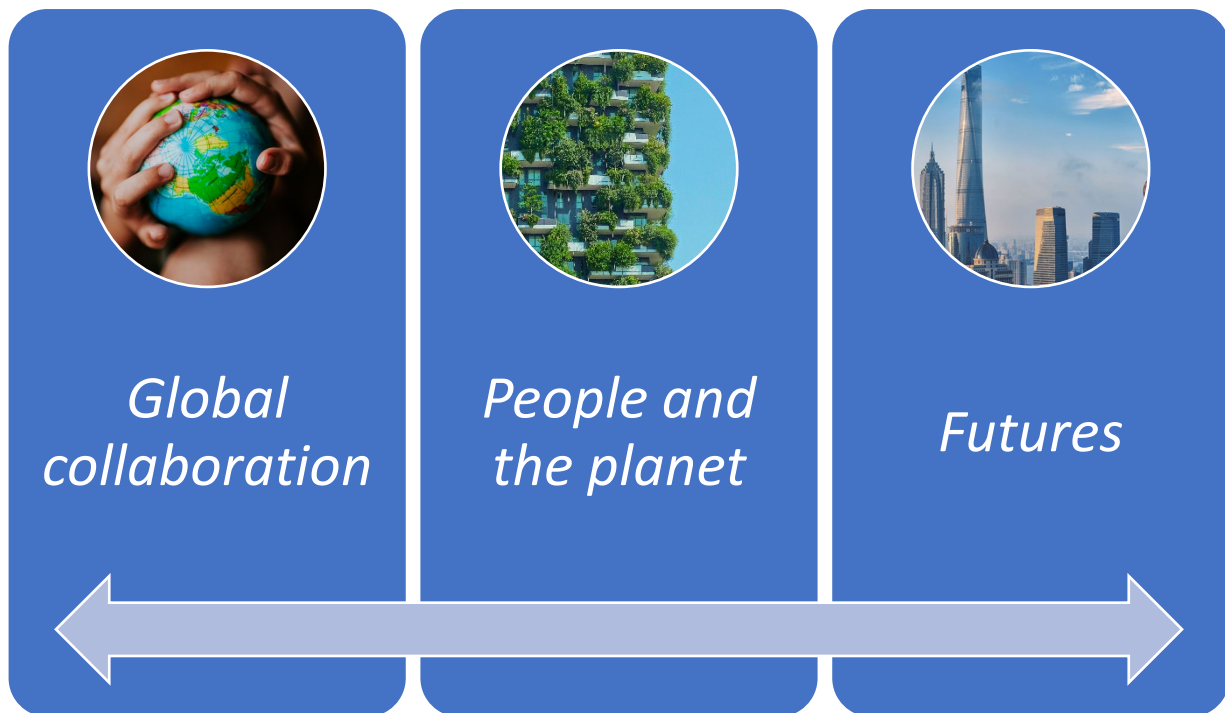 Global
collaboration
People and
the planet
Futures